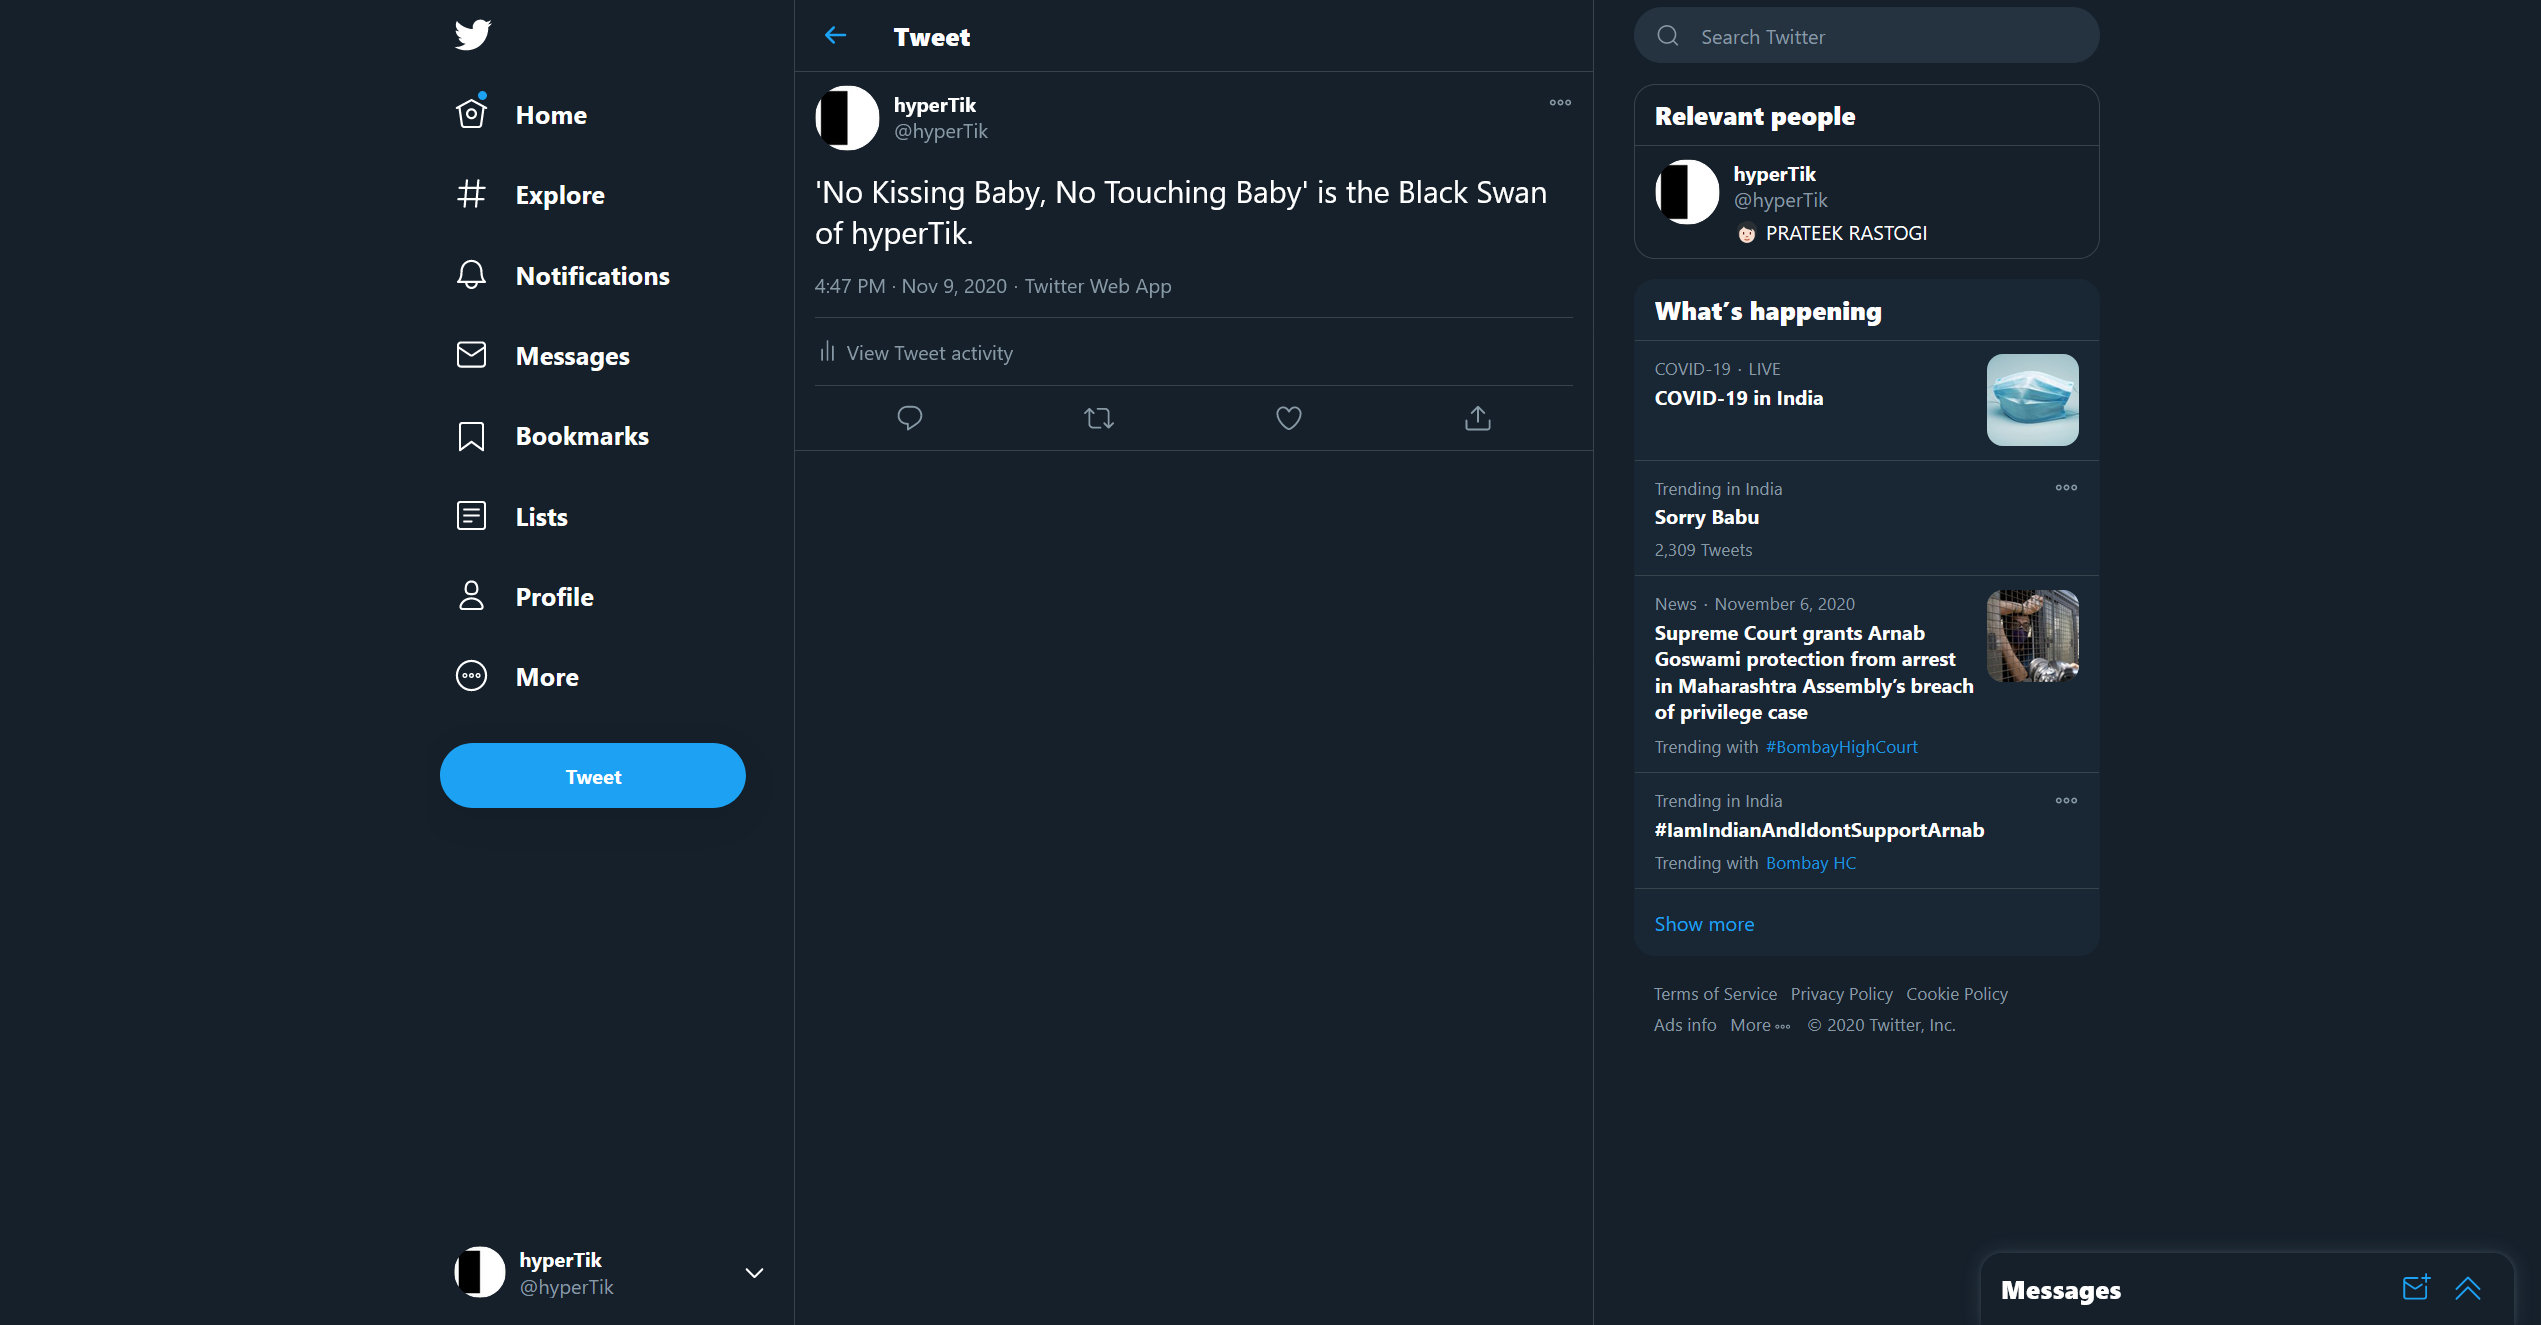 Home
Explore
Notifications
Messages
Bookmarks
Lists
Profile
More
Tweet
hyperTik
@hyperTik
Tweet
hyperTik
@hyperTik
'No Kissing Baby, No Touching Baby' is the Black Swan
of hyperTik.
4:47 PM · Nov 9, 2020 · Twitter Web App
View Tweet activity
Search Twitter
Relevant people
hyperTik
@hyperTik
PRATEEK RASTOGI
What's happening
COVID-19 · LIVE
COVID-19 in India
Trending in India
Sorry Babu
2,309 Tweets
News · November 6, 2020
Supreme Court grants Arnab
Goswami protection from arrest
in Maharashtra Assembly’s breach
of privilege case
Trending with #BombayHighCourt
Trending in India
#IamIndianAndIdontSupportArnab
Trending with Bombay HC
Show more
Terms of Service Privacy Policy Cookie Policy
Ads info More © 2020 Twitter, Inc.
Messages